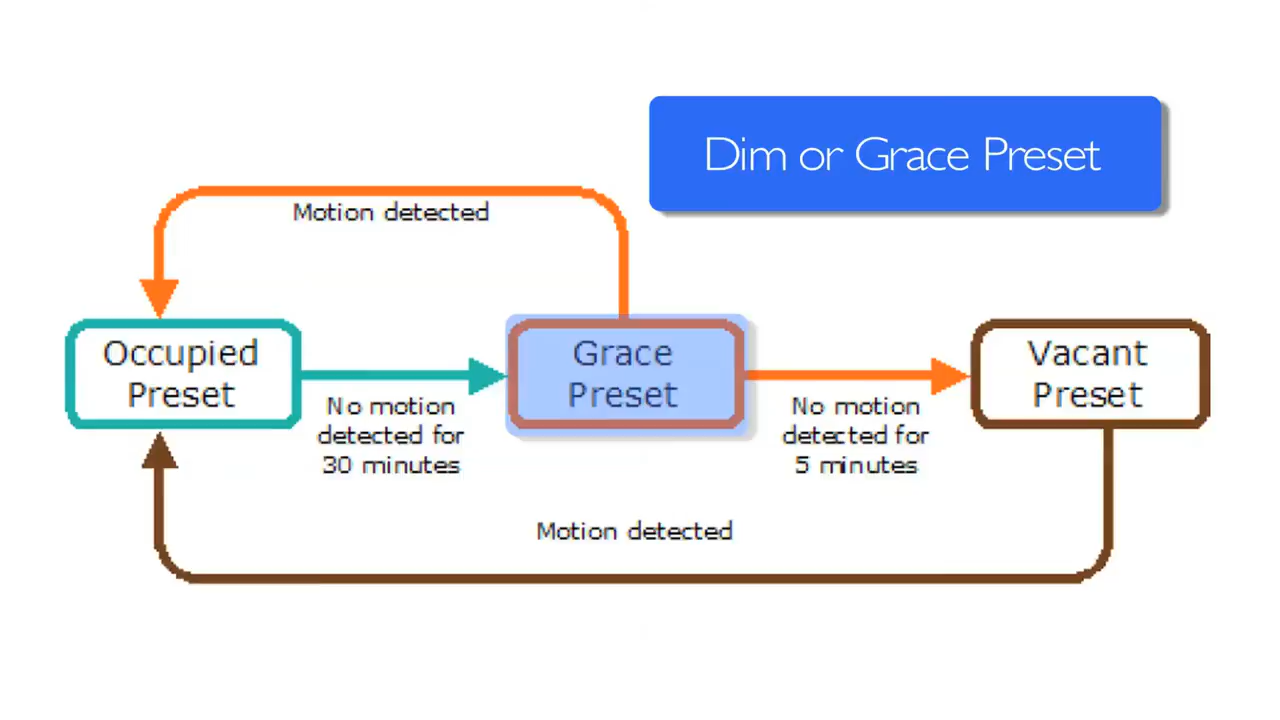 Dim or Grace Preset
Motion detected
Occupied
Preset
Grace
Preset
Vacant
Preset
No motion
detected for
30 minutes
No motion
detected for
5 minutes
Motion detected